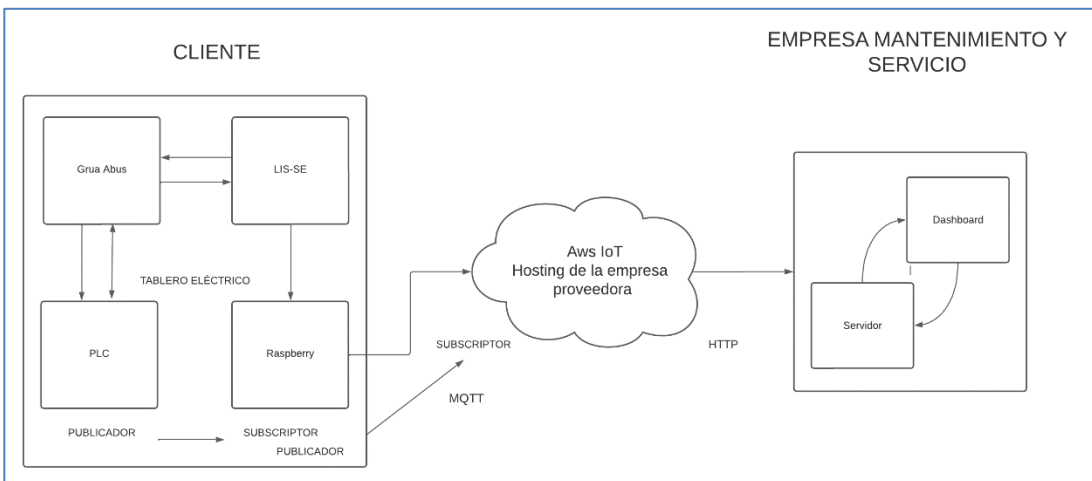 CLIENTE
EMPRESA MANTENIMIENTO Y
SERVICIO
Grua Abus
LIS-SE
TABLERO ELÉCTRICO
PLC
Raspberry
PUBLICADOR
SUBSCRIPTOR
PUBLICADOR
Aws IoT
Hosting de la empresa
proveedora
SUBSCRIPTOR
MQTT
HTTP
Dashboard
Servidor